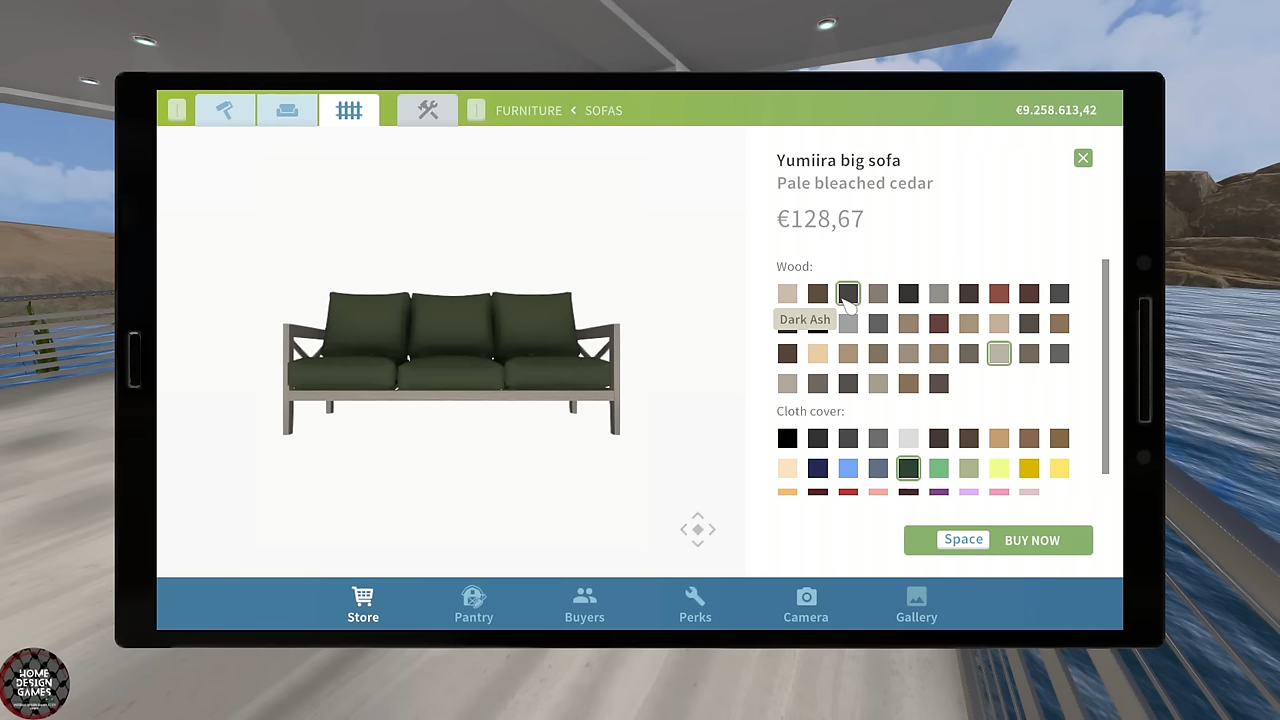 FURNITURE < SOFAS
€9.258.613,42
Yumiira big sofa
Pale bleached cedar
€128,67
Wood:
Dark Ash
Cloth cover:
Space BUY NOW
Store Pantry Buyers Perks Camera Gallery
HOME
DESIGN
GAMES